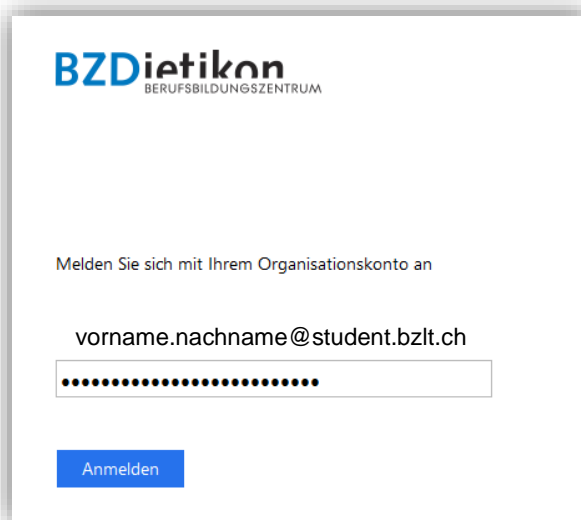 BZDietikon
BERUFSBILDUNGSZENTRUM
Melden Sie sich mit Ihrem Organisationskonto an
vorname.nachname@student.bzlt.ch
••••••••••••••••••••••••••
Anmelden